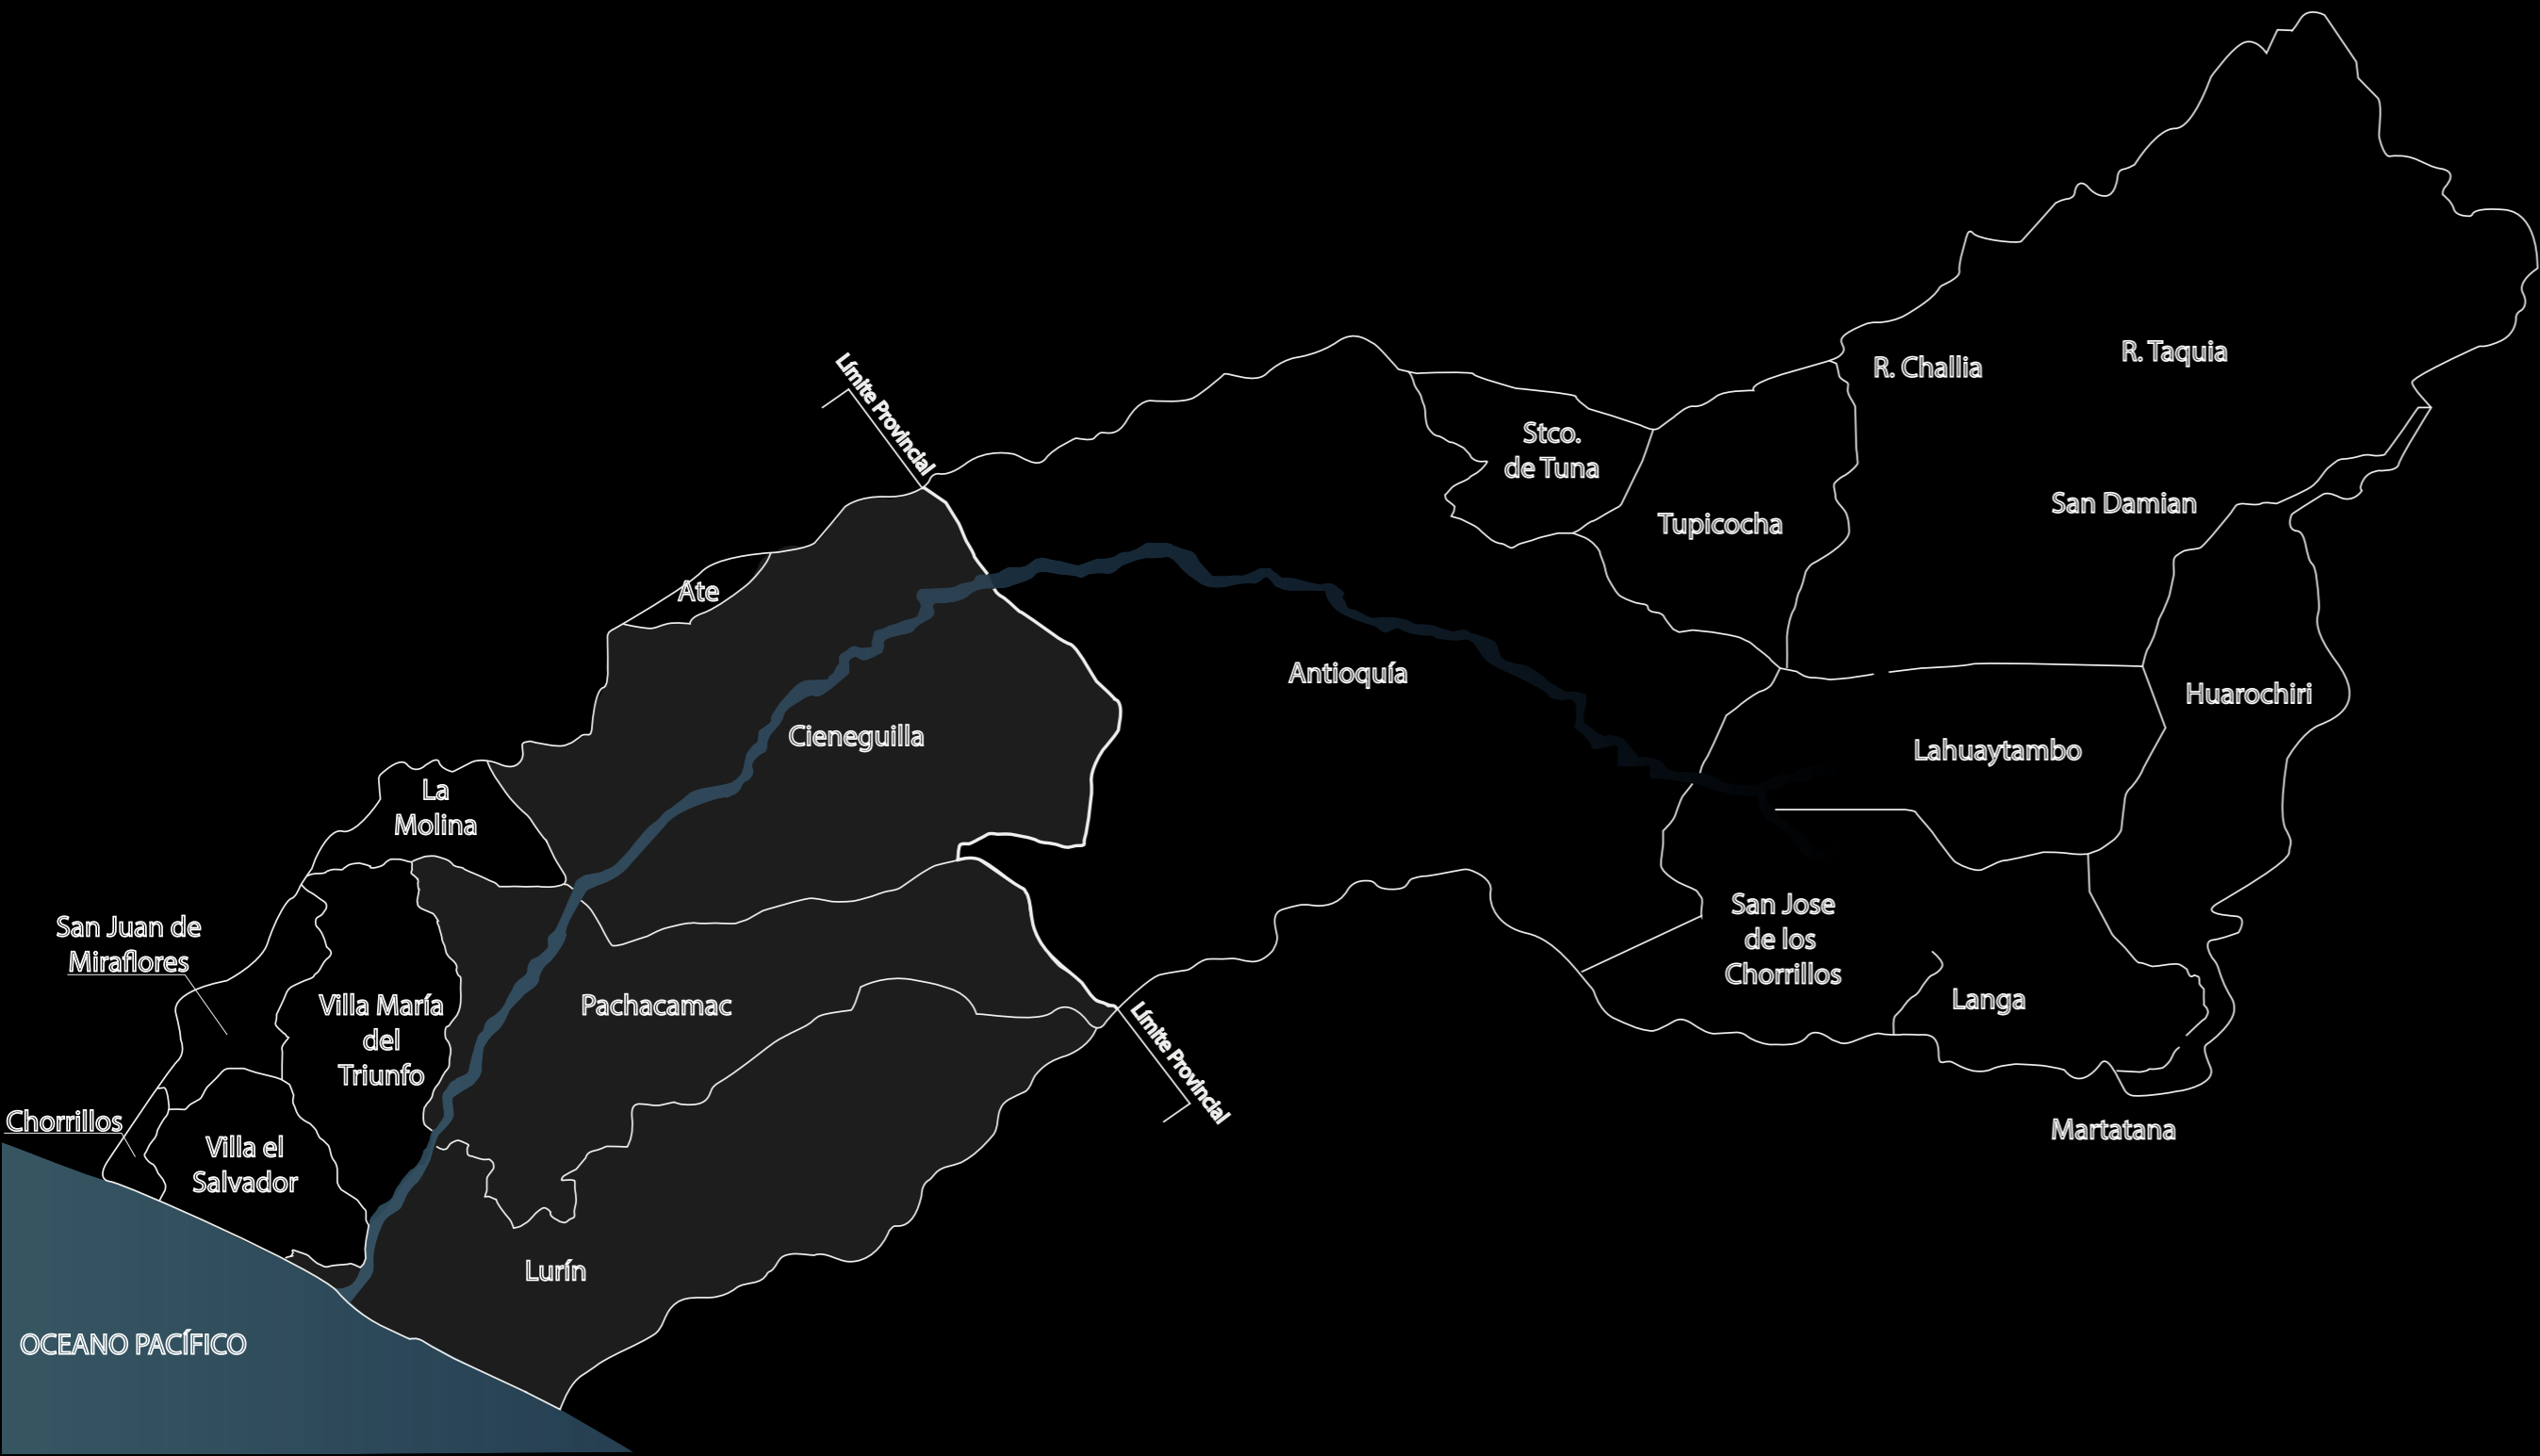 Límite Provincial
R. Taquia
R. Challia
Stco.
de Tuna
San Damian
Tupicocha
Ate
Antioquía
Huarochiri
Cieneguilla
Lahuaytambo
La
Molina
San Jose
de los
Chorrillos
San Juan de
Miraflores
Villa María
del
Triunfo
Pachacamac
Langa
Límite Provincial
Chorrillos
Martatana
Villa el
Salvador
Lurín
OCEANO PACÍFICO